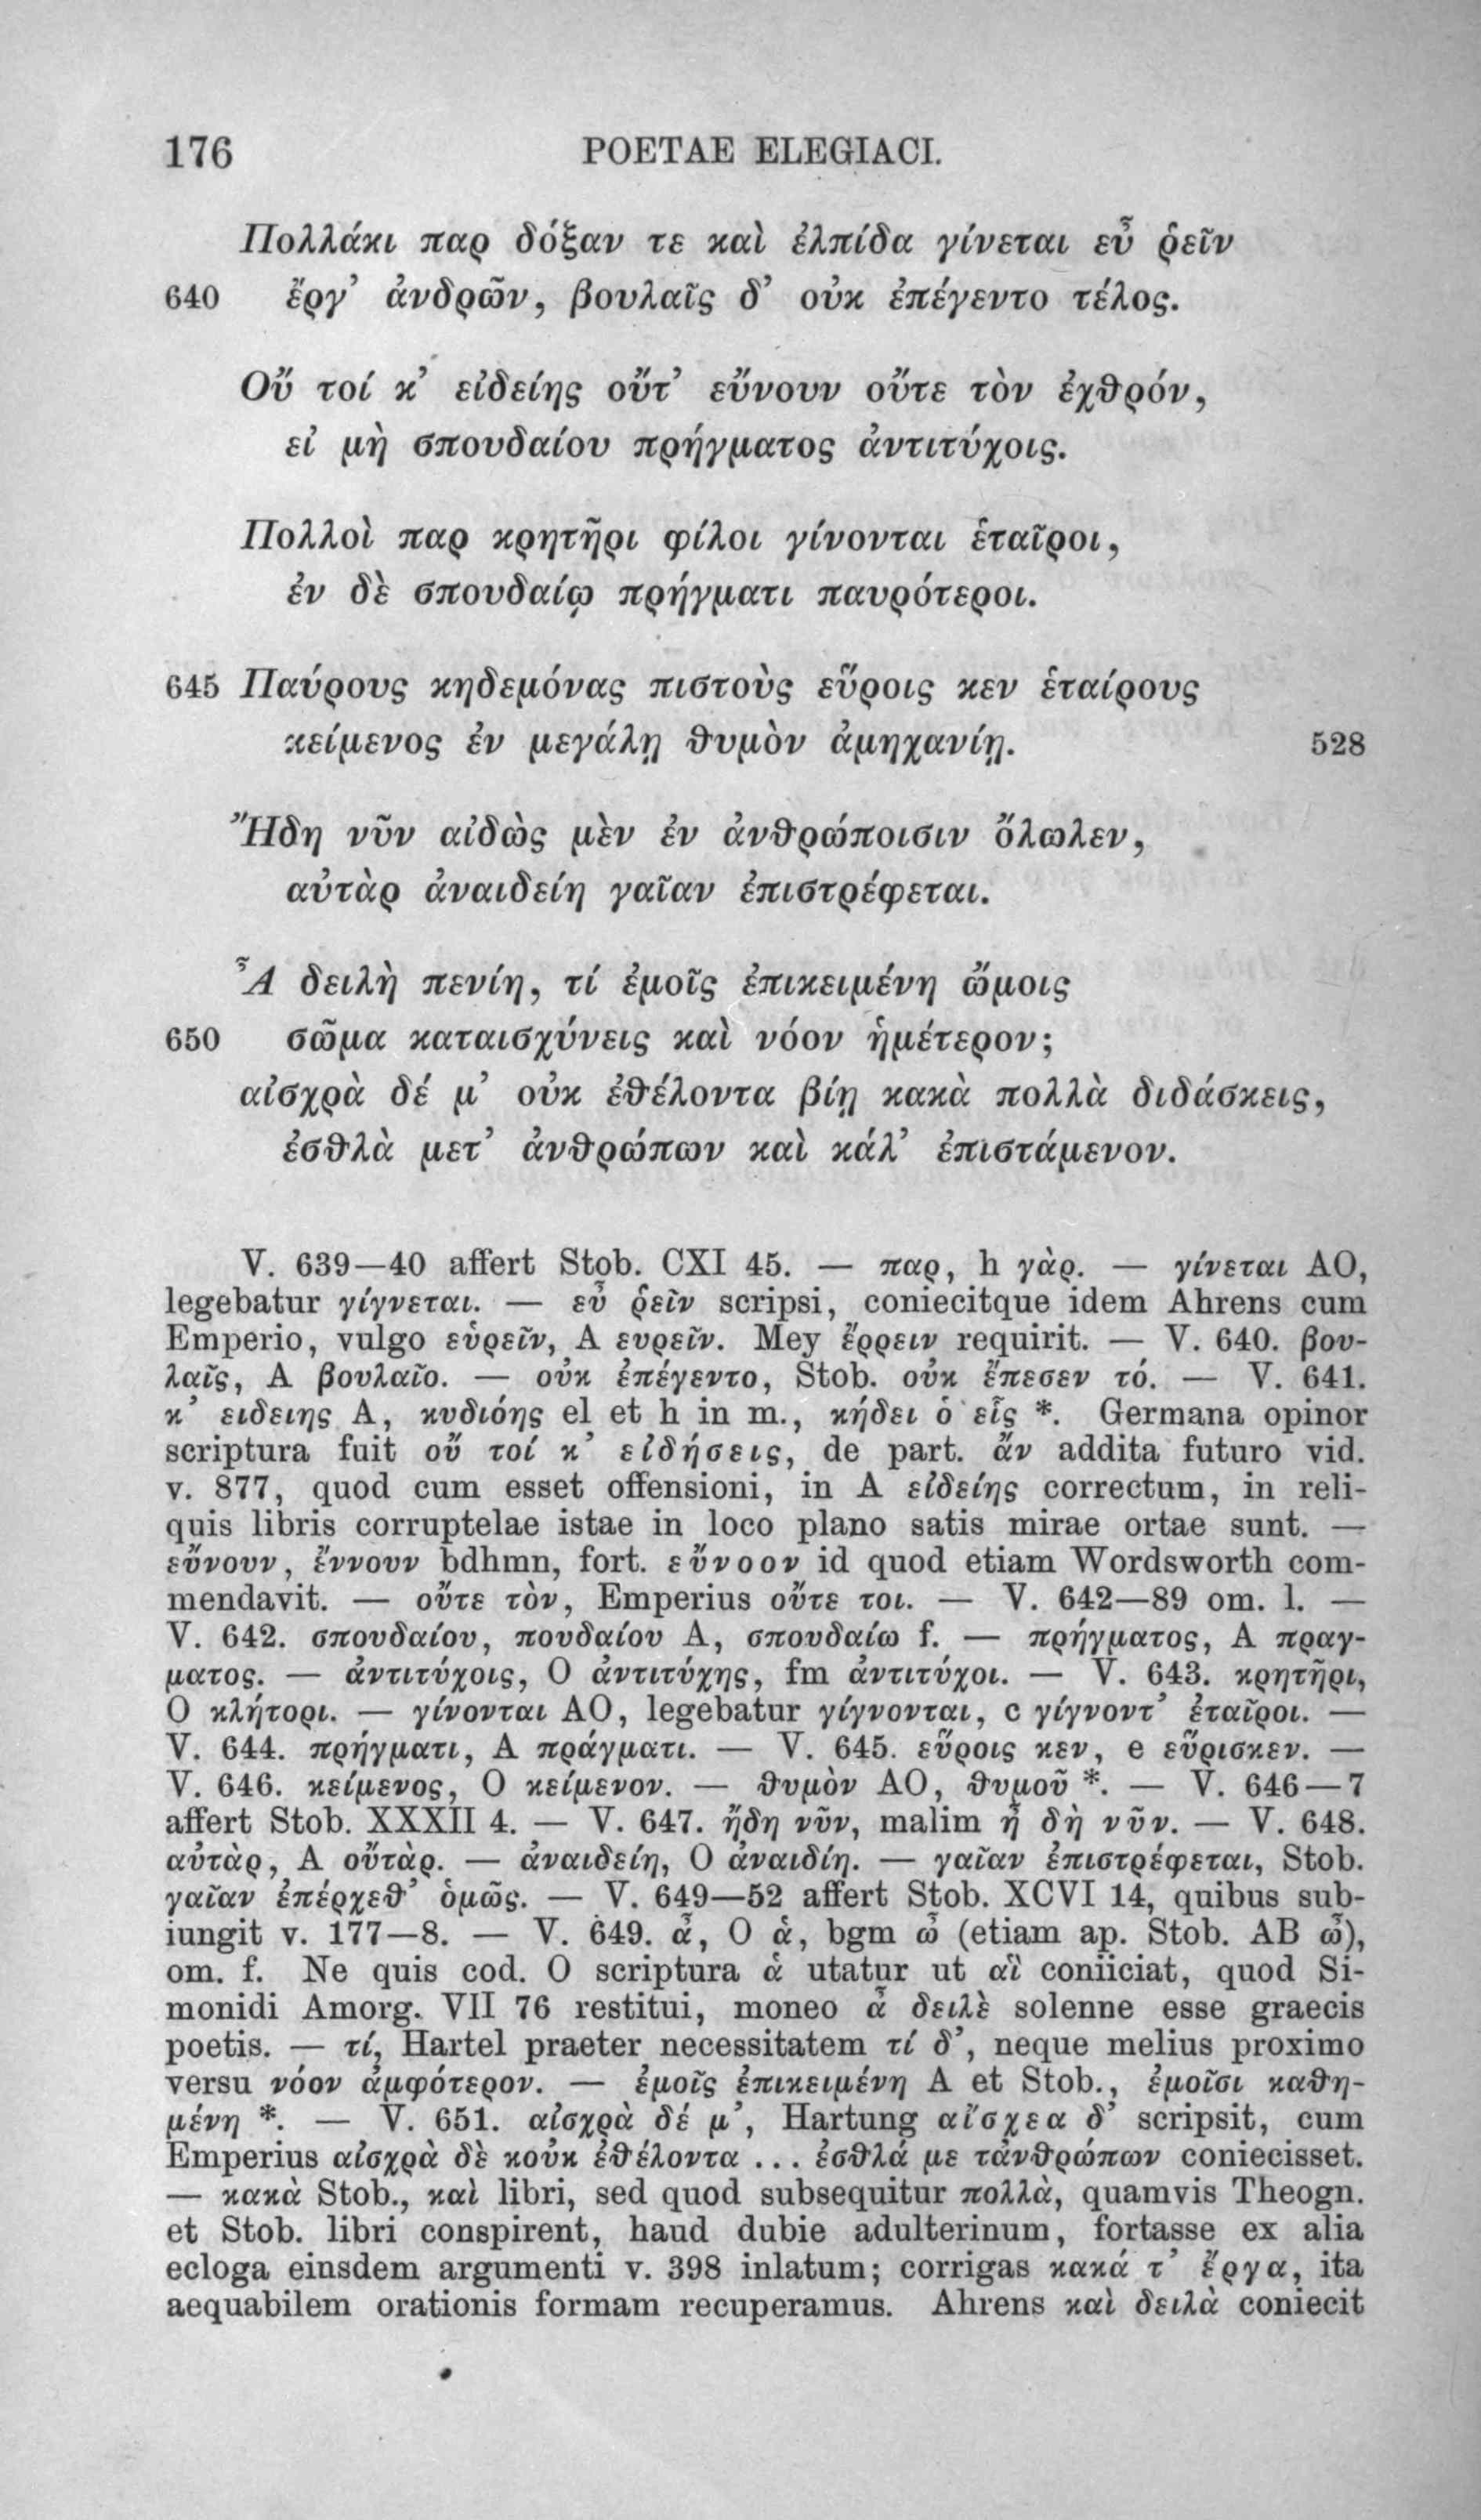 176 POETAE ELEGIACI.
Πολλάκι παρ δόξαν τε καὶ ἐλπίδα γίνεται εὖ ῥεῖν
640 ἔργ’ ἀνδρῶν, βουλαῖς δ’ οὐκ ἐπέγεντο τέλος.
Οὔ τοί κ’ εἰδείης οὔτ’ εὔνουν οὔτε τὸν ἐχθρόν,
εἰ μὴ σπουδαίου πρήγματος ἀντιτύχοις.
Πολλοὶ παρ κρητῆρι φίλοι γίνονται ἑταῖροι,
ἐν δὲ σπουδαίῳ πρήγματι παυρότεροι.
645 Παύρους κηδεμόνας πιστοὺς εὕροις κεν ἑταίρους
κείμενος ἐν μεγάλῃ θυμὸν ἀμηχανίῃ. 528
Ἤδη νῦν αἰδὼς μὲν ἐν ἀνθρώποισιν ὄλωλεν,
αὐτὰρ ἀναιδείη γαῖαν ἐπιστρέφεται.
Ἆ δειλὴ πενίη, τί ἐμοῖς ἐπικειμένη ὤμοις
650 σῶμα καταισχύνεις καὶ νόον ἡμέτερον;
αἰσχρὰ δέ μ’ οὐκ ἐθέλοντα βίῃ κακὰ πολλὰ διδάσκεις,
ἐσθλὰ μετ’ ἀνθρώπων καὶ κάλ’ ἐπιστάμενον.
V. 639—40 affert Stob. CXI 45. — παρ, h γὰρ. — γίνεται AO,
legebatur γίγνεται. — εὖ ῥεῖν scripsi, coniecitque idem Ahrens cum
Emperio, vulgo εὑρεῖν, A ευρεῖν. Mey ἔρρειν requirit. — V. 640. βου-
λαῖς, A βουλαῖο. — οὐκ ἐπέγεντο, Stob. οὐκ ἔπεσεν τό. — V. 641.
κ’ ειδειης A, κυδιόης el et h in m., κήδει ὁ εἷς *. Germana opinor
scriptura fuit οὔ τοί κ’ εἰδήσεις, de part. ἄν addita futuro vid.
v. 877, quod cum esset offensioni, in A εἰδείης correctum, in reli-
quis libris corruptelae istae in loco plano satis mirae ortae sunt. —
εὔνουν, ἔννουν bdhmn, fort. εὔνοον id quod etiam Wordsworth com-
mendavit. — οὔτε τὸν, Emperius οὔτε τοι. — V. 642—89 om. l. —
V. 642. σπουδαίου, πουδαίου A, σπουδαίω f. — πρήγματος, A πραγ-
ματος. — ἀντιτύχοις, O ἀντιτύχης, fm ἀντιτύχοι. — V. 643. κρητῆρι,
O κλήτορι. — γίνονται AO, legebatur γίγνονται, c γίγνοντ’ ἑταῖροι. —
V. 644. πρήγματι, A πράγματι. — V. 645. εὕροις κεν, e εὕρισκεν. —
V. 646. κείμενος, O κείμενον. — θυμὸν AO, θυμοῦ *. — V. 646—7
affert Stob. XXXII 4. — V. 647. ἤδη νῦν, malim ἦ δὴ νῦν. — V. 648.
αὐτὰρ, A οὔτὰρ. — ἀναιδείη, O ἀναιδίη. — γαῖαν ἐπιστρέφεται, Stob.
γαῖαν ἐπέρχεθ’ ὁμῶς. — V. 649—52 affert Stob. XCVI 14, quibus sub-
iungit v. 177—8. — V. 649. ἆ, O ἁ, bgm ὦ (etiam ap. Stob. AB ὦ),
om. f. Ne quis cod. O scriptura ἁ utatur ut αἲ coniiciat, quod Si-
monidi Amorg. VII 76 restitui, moneo ἆ δειλὲ solenne esse graecis
poetis. — τί, Hartel praeter necessitatem τί δ’, neque melius proximo
versu νόον ἀμφότερον. — ἐμοῖς ἐπικειμένη A et Stob., ἐμοῖσι καθη-
μένη *. — V. 651. αἰσχρὰ δέ μ’, Hartung αἴσχεα δ’ scripsit, cum
Emperius αἰσχρὰ δὲ κοὐκ ἐθέλοντα ... ἐσθλά με τἀνθρώπων coniecisset.
— κακὰ Stob., καὶ libri, sed quod subsequitur πολλὰ, quamvis Theogn.
et Stob. libri conspirent, haud dubie adulterinum, fortasse ex alia
ecloga eiusdem argumenti v. 398 inlatum; corrigas κακά τ’ ἔργα, ita
aequabilem orationis formam recuperamus. Ahrens καὶ δειλὰ coniecit